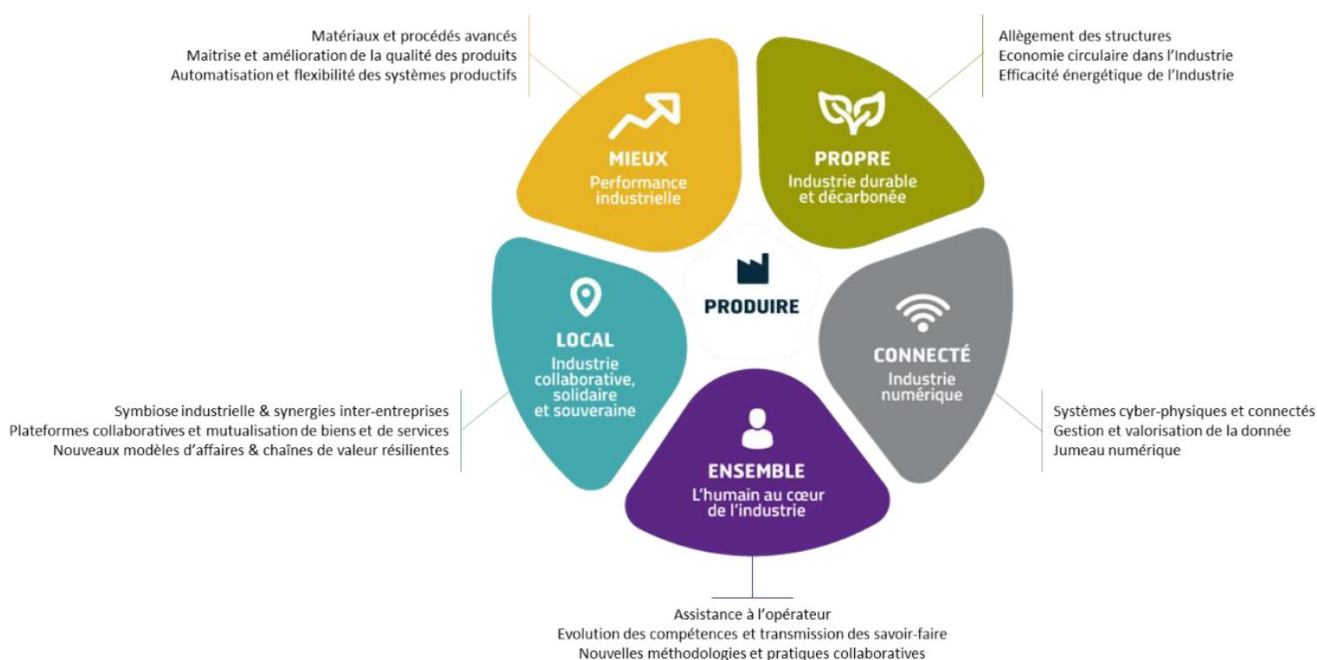 Matériaux et procédés avancés
Maitrise et amélioration de la qualité des produits
Automatisation et flexibilité des systèmes productifs
Allègement des structures
Economie circulaire dans l’Industrie
Efficacité énergétique de l’Industrie
MIEUX
Performance
industrielle
PROPRE
Industrie durable
et décarbonée
PRODUIRE
LOCAL
Industrie
collaborative,
solidaire
et souveraine
CONNECTÉ
Industrie
numérique
Symbiose industrielle & synergies inter-entreprises
Plateformes collaboratives et mutualisation de biens et de services
Nouveaux modèles d’affaires & chaînes de valeur résilientes
Systèmes cyber-physiques et connectés
Gestion et valorisation de la donnée
Jumeau numérique
ENSEMBLE
L’humain au cœur
de l’industrie
Assistance à l’opérateur
Evolution des compétences et transmission des savoir-faire
Nouvelles méthodologies et pratiques collaboratives